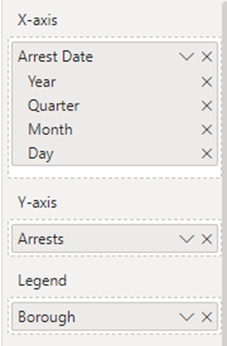 X-axis
Arrest Date
Year
Quarter
Month
Day
Y-axis
Arrests
Legend
Borough